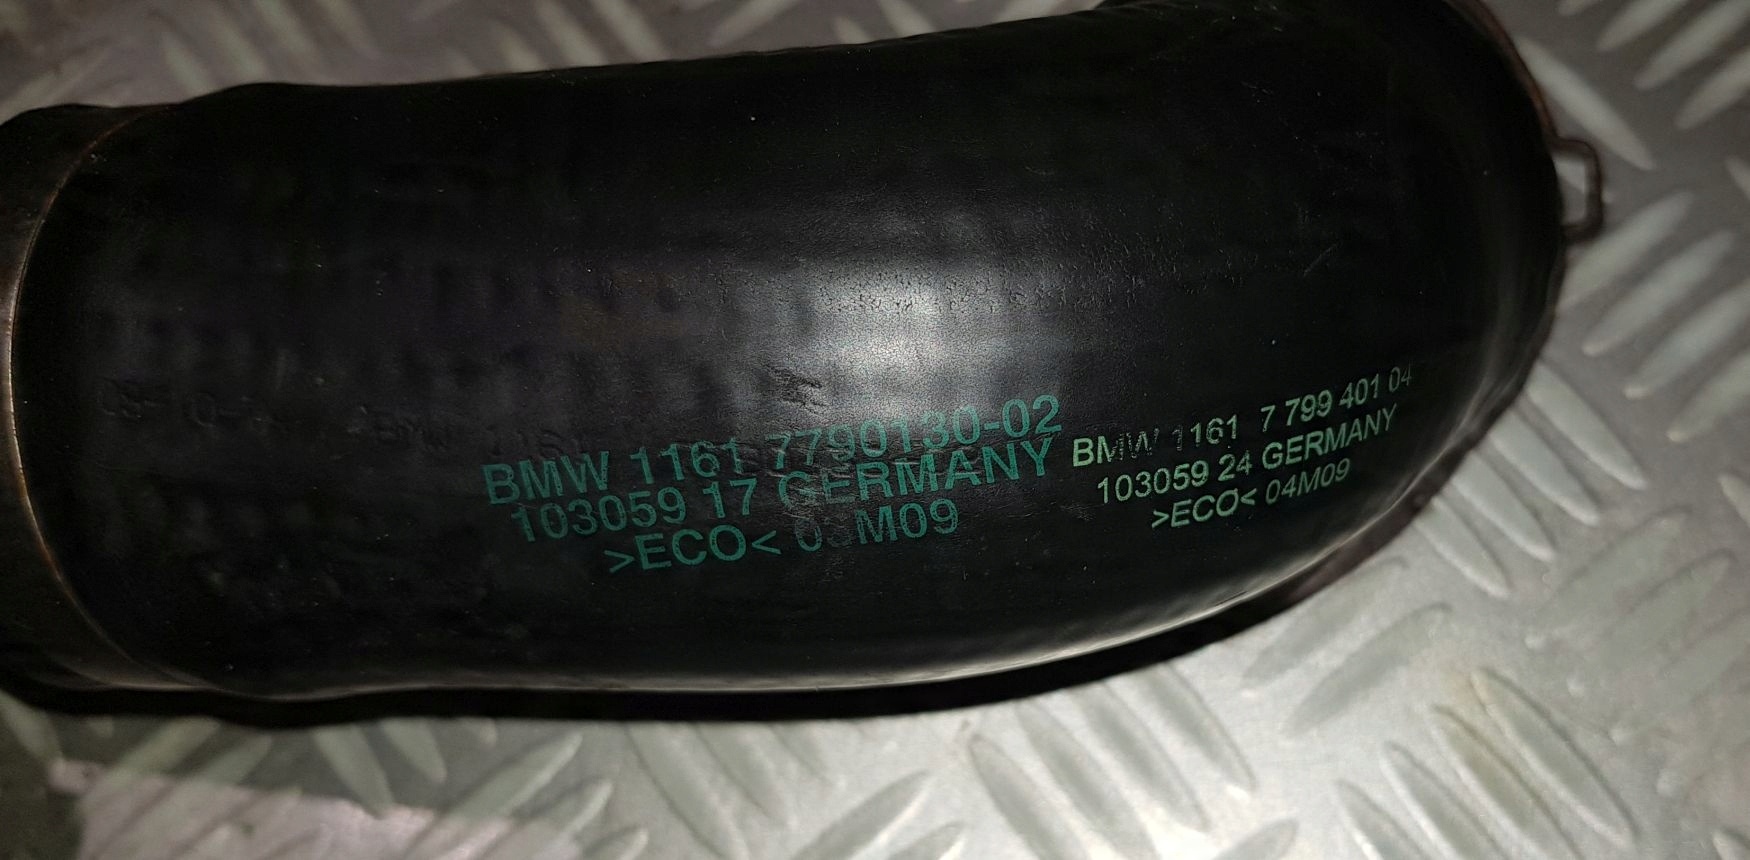 BMW 1161 7790130-02
103059 17 GERMANY
>ECO< 03M09
BMW 1161 7 799 401 04
103059 24 GERMANY
>ECO< 04M09